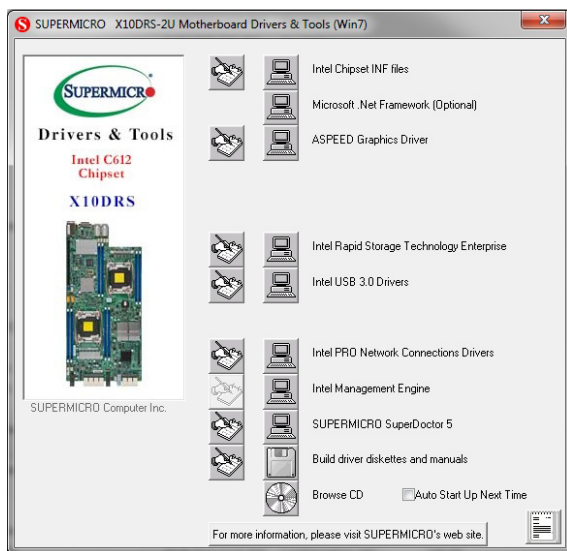 SUPERMICRO X10DRS-2U Motherboard Drivers & Tools (Win7)
SUPERMICR
Drivers & Tools
Intel C612
Chipset
X10DRS
SUPERMICRO Computer Inc.
Intel Chipset INF files
Microsoft .Net Framework (Optional)
ASPEED Graphics Driver
Intel Rapid Storage Technology Enterprise
Intel USB 3.0 Drivers
Intel PRO Network Connections Drivers
Intel Management Engine
SUPERMICRO SuperDoctor 5
Build driver diskettes and manuals
Browse CD Auto Start Up Next Time
For more information, please visit SUPERMICRO's web site.